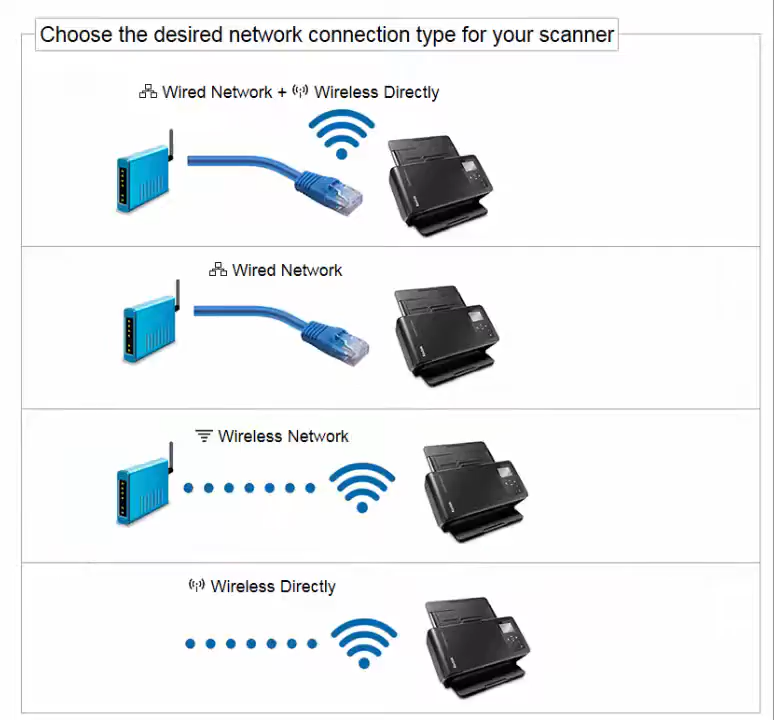 Choose the desired network connection type for your scanner
Wired Network + Wireless Directly
Wired Network
Wireless Network
Wireless Directly